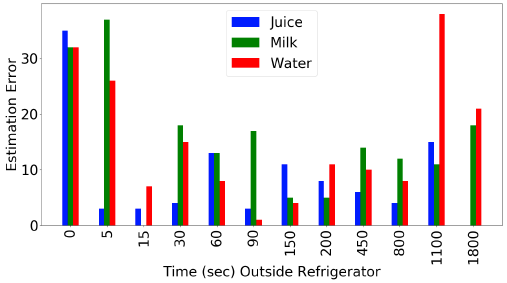 Juice
Milk
Water
Estimation Error
30
20
10
0
0 5 15 30 60 90 150 200 450 800 1100 1800
Time (sec) Outside Refrigerator